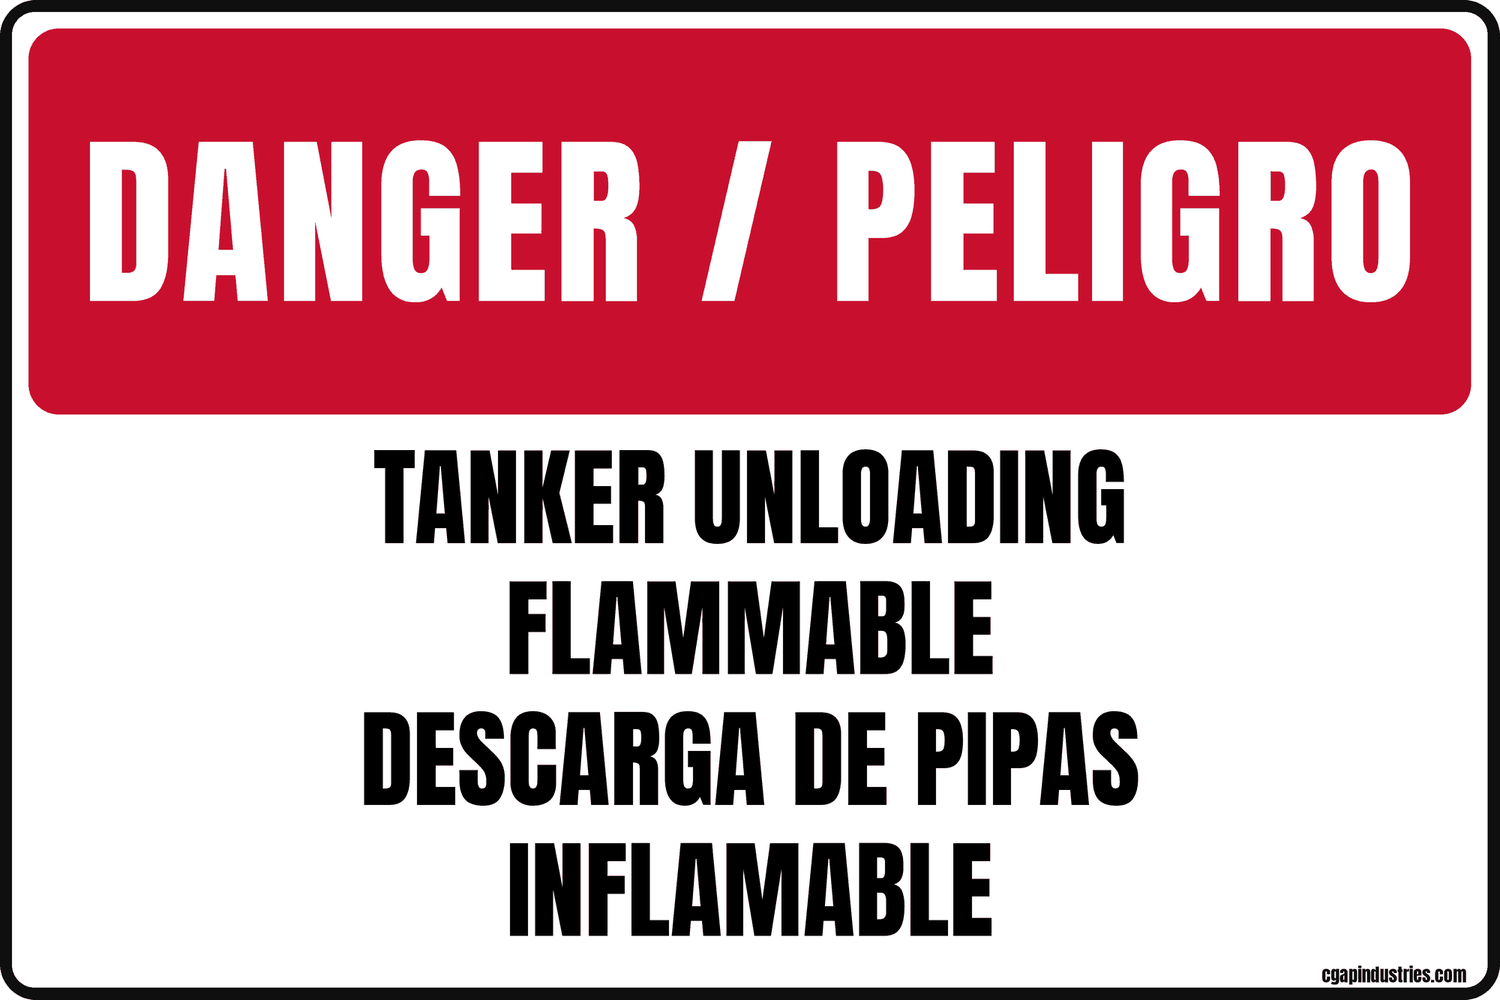 DANGER / PELIGRO
TANKER UNLOADING
FLAMMABLE
DESCARGA DE PIPAS
INFLAMABLE
cgapindustries.com